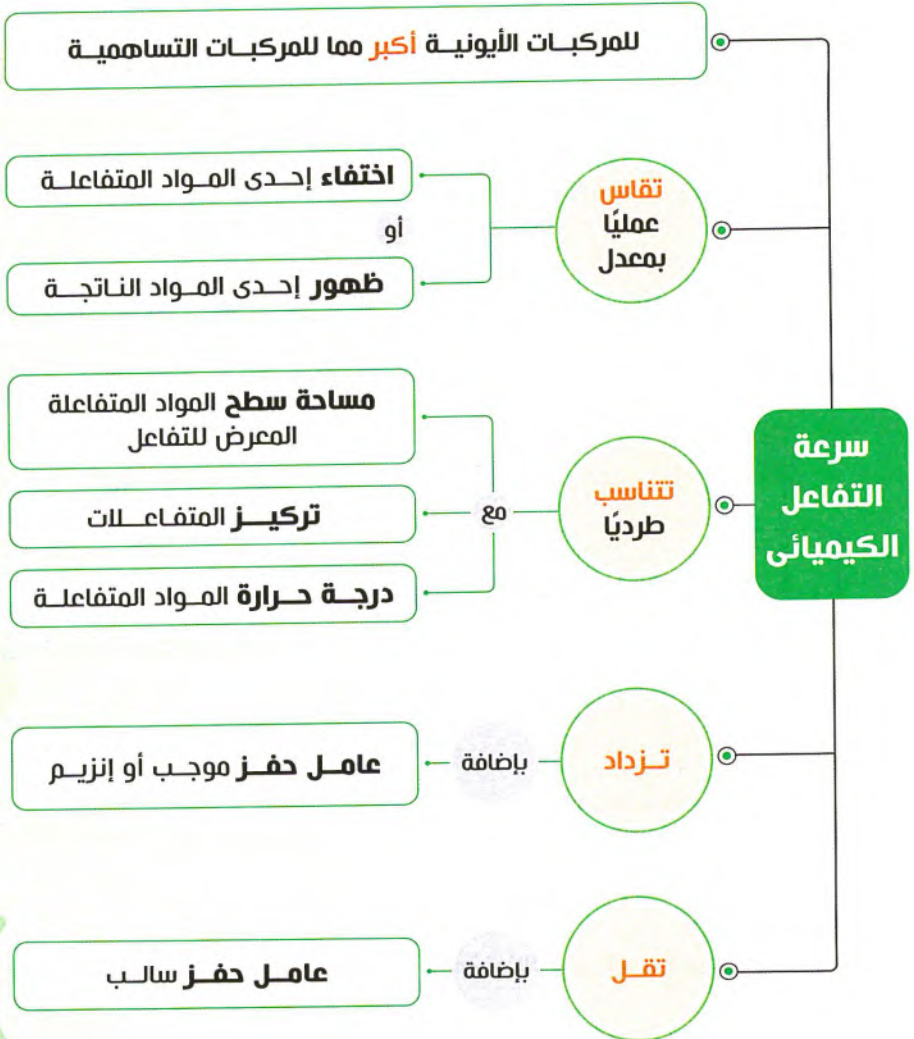 للمركبات الأيونية أكبر مما للمركبات التساهمية
سرعة
التفاعل
الكيميائى
تقاس
عمليًا
بمعدل
اختفاء إحدى المواد المتفاعلة
أو
ظهور إحدى المواد الناتجة
تتناسب
طرديًا
مع
مساحة سطح المواد المتفاعلة
المعرض للتفاعل
تركيز المتفاعلات
درجة حرارة المواد المتفاعلة
تزداد
بإضافة
عامل حفز موجب أو إنزيم
تقل
بإضافة
عامل حفز سالب